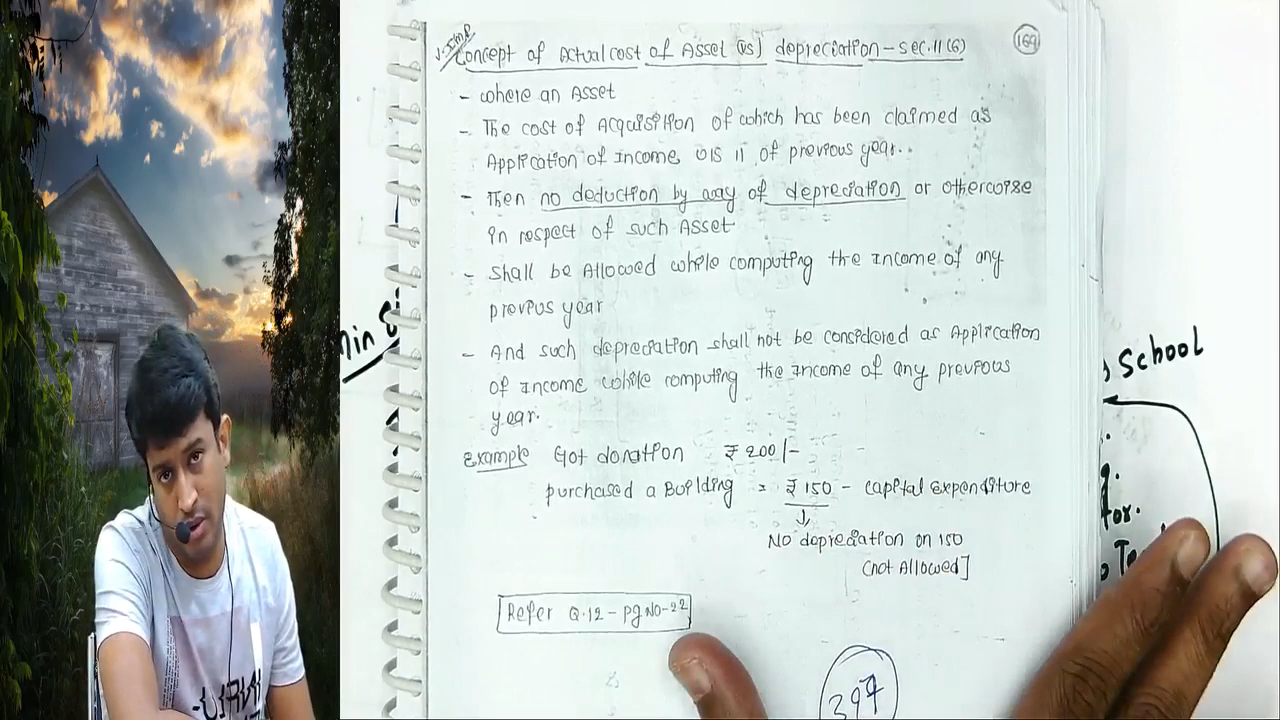 V.Imp
Concept of Actual cost of Asset (vs) depreciation - sec.11(6)
169
- where an Asset
- The cost of Acquisition of which has been claimed as
Application of Income u/s 11 of previous year..
- Then no deduction by way of depreciation or otherwise
in respect of such Asset
- shall be Allowed while computing the Income of any
previous year
- And such depreciation shall not be considered as Application
of Income while computing the Income of any previous
year.
Example Got donation ₹ 200/-
purchased a Building = ₹ 150 - capital Expenditure
No depreciation on 150
(not Allowed]
Refer Q.12 - pg No-22
397
School